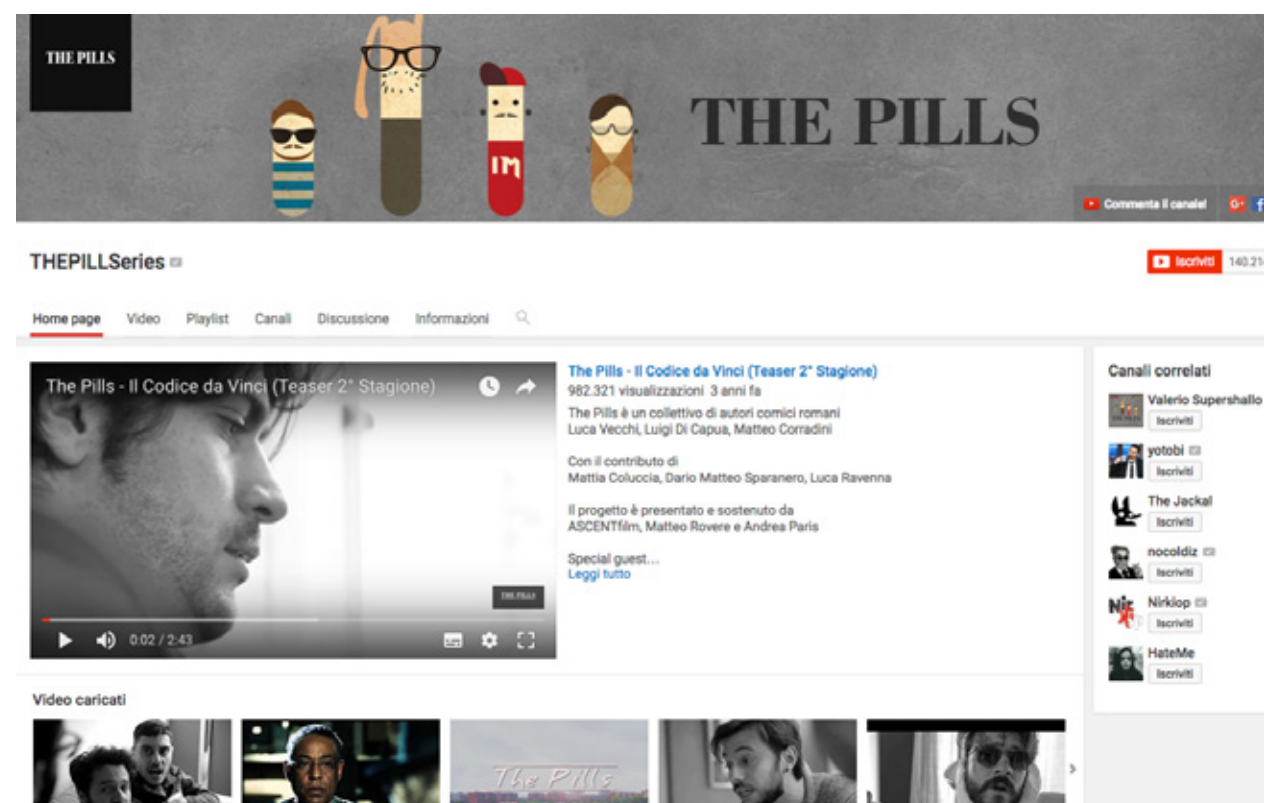 THE PILLS
IM
THE PILLS
Commenta il canale!
G+ f
THEPILLSeries
Iscriviti
Home page Video Playlist Canali Discussione Informazioni
The Pills - Il Codice da Vinci (Teaser 2° Stagione)
THE PILLS
0:02 / 2:43
The Pills - Il Codice da Vinci (Teaser 2° Stagione)
982.321 visualizzazioni 3 anni fa
The Pills è un collettivo di autori comici romani
Luca Vecchi, Luigi Di Capua, Matteo Corradini
Con il contributo di
Mattia Coluccia, Dario Matteo Sparanero, Luca Ravenna
Il progetto è presentato e sostenuto da
ASCENTfilm, Matteo Rovere e Andrea Paris
Special guest...
Leggi tutto
Canali correlati
Valerio Supershallo
Iscriviti
yotobi
Iscriviti
The Jackal
Iscriviti
nocoldiz
Iscriviti
Nirkiop
Iscriviti
HateMe
Iscriviti
Video caricati
The Pills